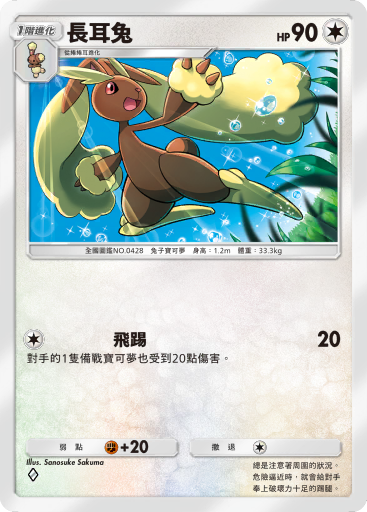 1階進化
長耳兔
HP 90
從捲捲耳進化
全國圖鑑NO.0428 兔子寶可夢 身高：1.2m 體重：33.3kg
飛踢 20
對手的1隻備戰寶可夢也受到20點傷害。
弱點 +20 撤退
Illus. Sanosuke Sakuma
總是注意著周圍的狀況。
危險逼近時，就會給對手
奉上破壞力十足的踢腿。